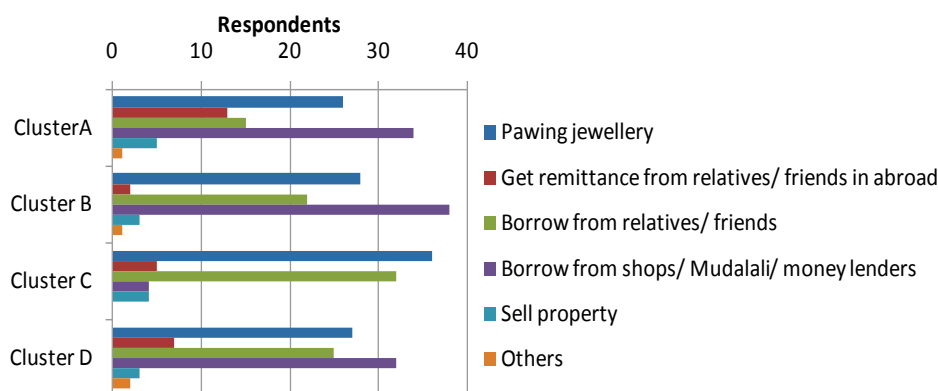 Respondents
0 10 20 30 40
ClusterA
Cluster B
Cluster C
Cluster D
Pawing jewellery
Get remittance from relatives/ friends in abroad
Borrow from relatives/ friends
Borrow from shops/ Mudalali/ money lenders
Sell property
Others